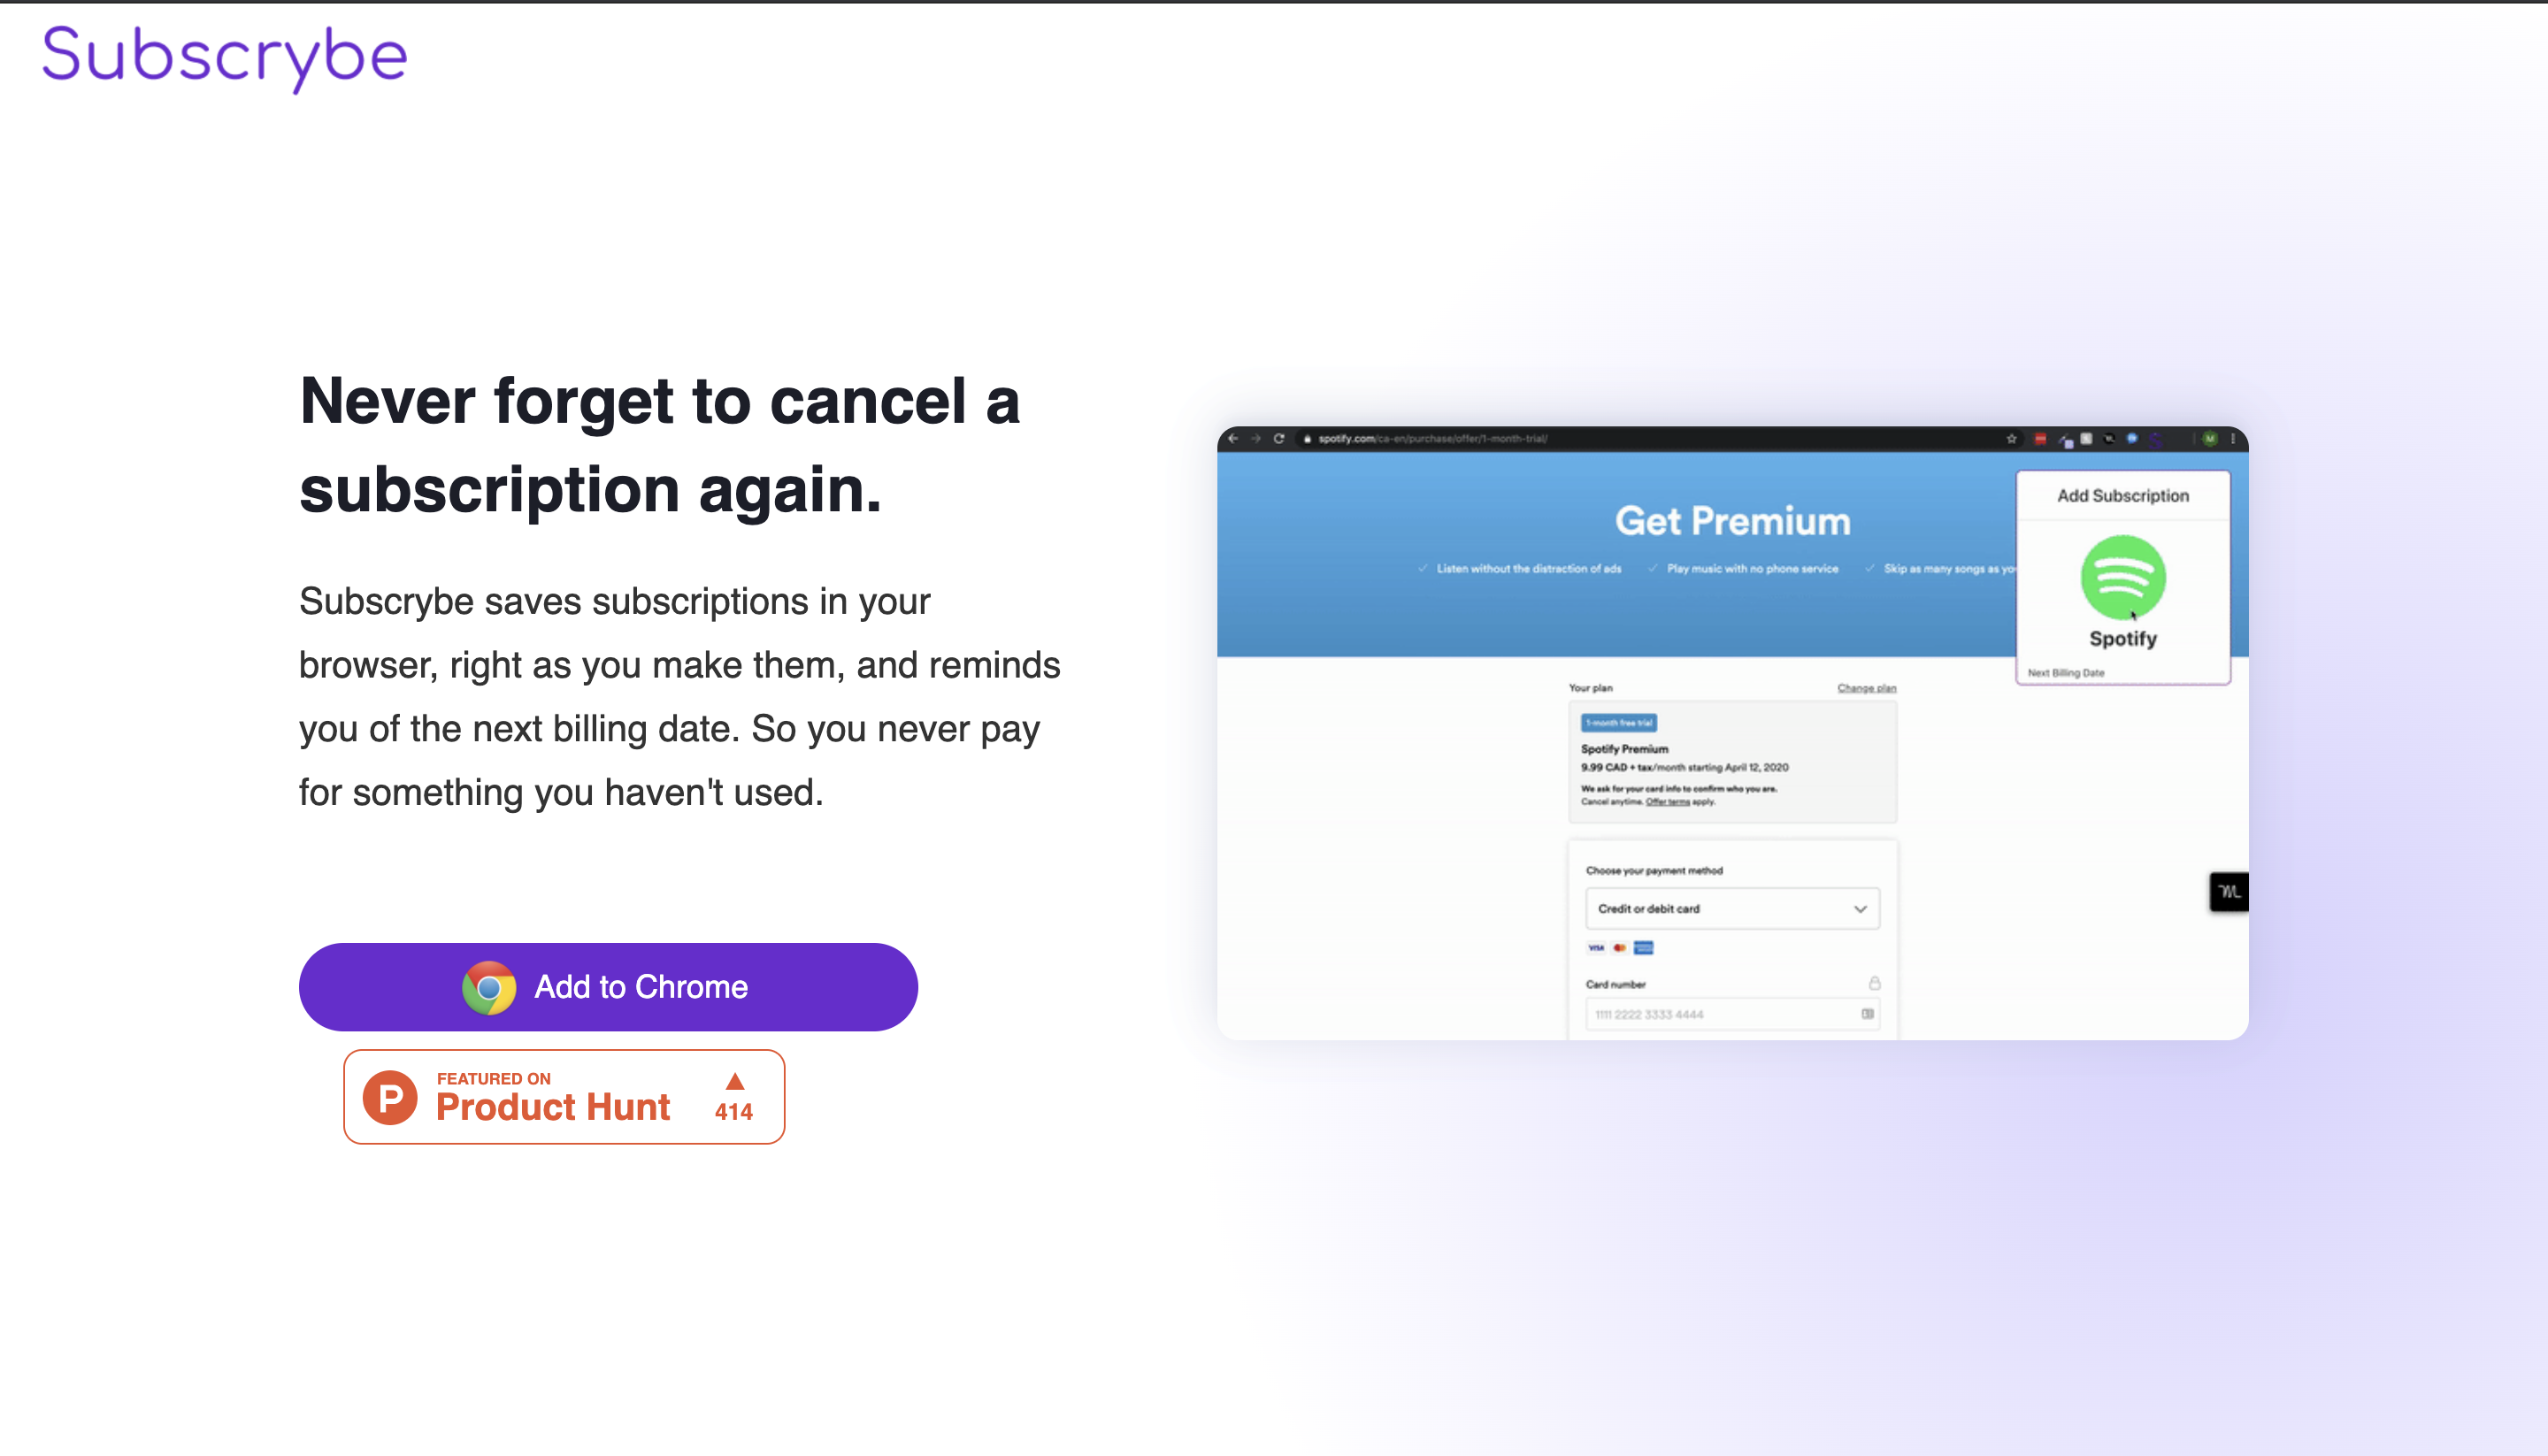 Subscrybe
Never forget to cancel a
subscription again.
Subscrybe saves subscriptions in your
browser, right as you make them, and reminds
you of the next billing date. So you never pay
for something you haven't used.
Add to Chrome
FEATURED ON
Product Hunt
414
spotify.com/ca-en/purchase/offer/1-month-trial/
M
Get Premium
Listen without the distraction of ads
Play music with no phone service
Skip as many songs as yo
Add Subscription
Spotify
Next Billing Date
Your plan
Change plan
1-month free trial
Spotify Premium
9.99 CAD + tax/month starting April 12, 2020
We ask for your card info to confirm who you are.
Cancel anytime. Offer terms apply.
Choose your payment method
Credit or debit card
VISA
Card number
1111 2222 3333 4444